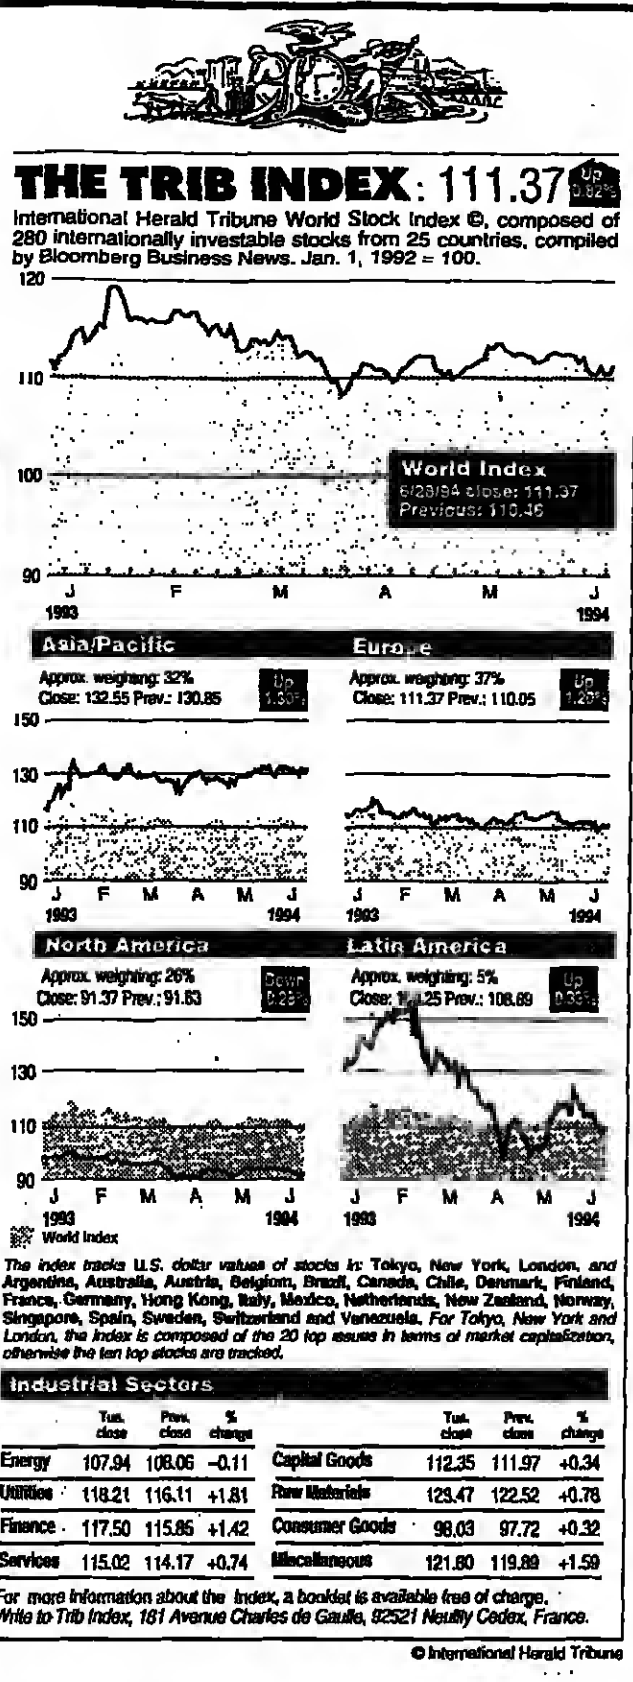 THE TRIB INDEX: 111.37 Up 0.82%
International Herald Tribune World Stock Index ©, composed of
280 internationally investable stocks from 25 countries, compiled
by Bloomberg Business News. Jan. 1, 1992 = 100.
120
110
100
90
World Index
6/28/94 close: 111.37
Previous: 110.46
J F M A M J
1993 1994
Asia/Pacific
Approx. weighting: 32%
Close: 132.55 Prev.: 130.85
Up
1.30%
150
130
110
90
J F M A M J
1993 1994
Europe
Approx. weighting: 37%
Close: 111.37 Prev.: 110.05
Up
J F M A M J
1993 1994
North America
Approx. weighting: 26%
Close: 91.37 Prev.: 91.63
Down
0.28%
150
130
110
90
J F M A M J
1993 1994
World Index
Latin America
Approx. weighting: 5%
Close: Prev.: 108.69
Up
J F M A M J
1993 1994
The index tracks U.S. dollar values of stocks in: Tokyo, New York, London, and
Argentina, Australia, Austria, Belgium, Brazil, Canada, Chile, Denmark, Finland,
France, Germany, Hong Kong, Italy, Mexico, Netherlands, New Zealand, Norway,
Singapore, Spain, Sweden, Switzerland and Venezuela. For Tokyo, New York and
London, the index is composed of the 20 top issues in terms of market capitalization,
otherwise the ten top stocks are tracked.
Industrial Sectors
Tue. close Prev. close % change
Energy 107.94 108.06 –0.11
Utilities 118.21 116.11 +1.81
Finance 117.50 115.85 +1.42
Services 115.02 114.17 +0.74
Tue. close Prev. close % change
Capital Goods 112.35 111.97 +0.34
Raw Materials 123.47 122.52 +0.78
Consumer Goods 98.03 97.72 +0.32
Miscellaneous 121.80 119.89 +1.59
For more information about the Index, a booklet is available free of charge.
Write to Trib Index, 181 Avenue Charles de Gaulle, 92521 Neuilly Cedex, France.
© International Herald Tribune